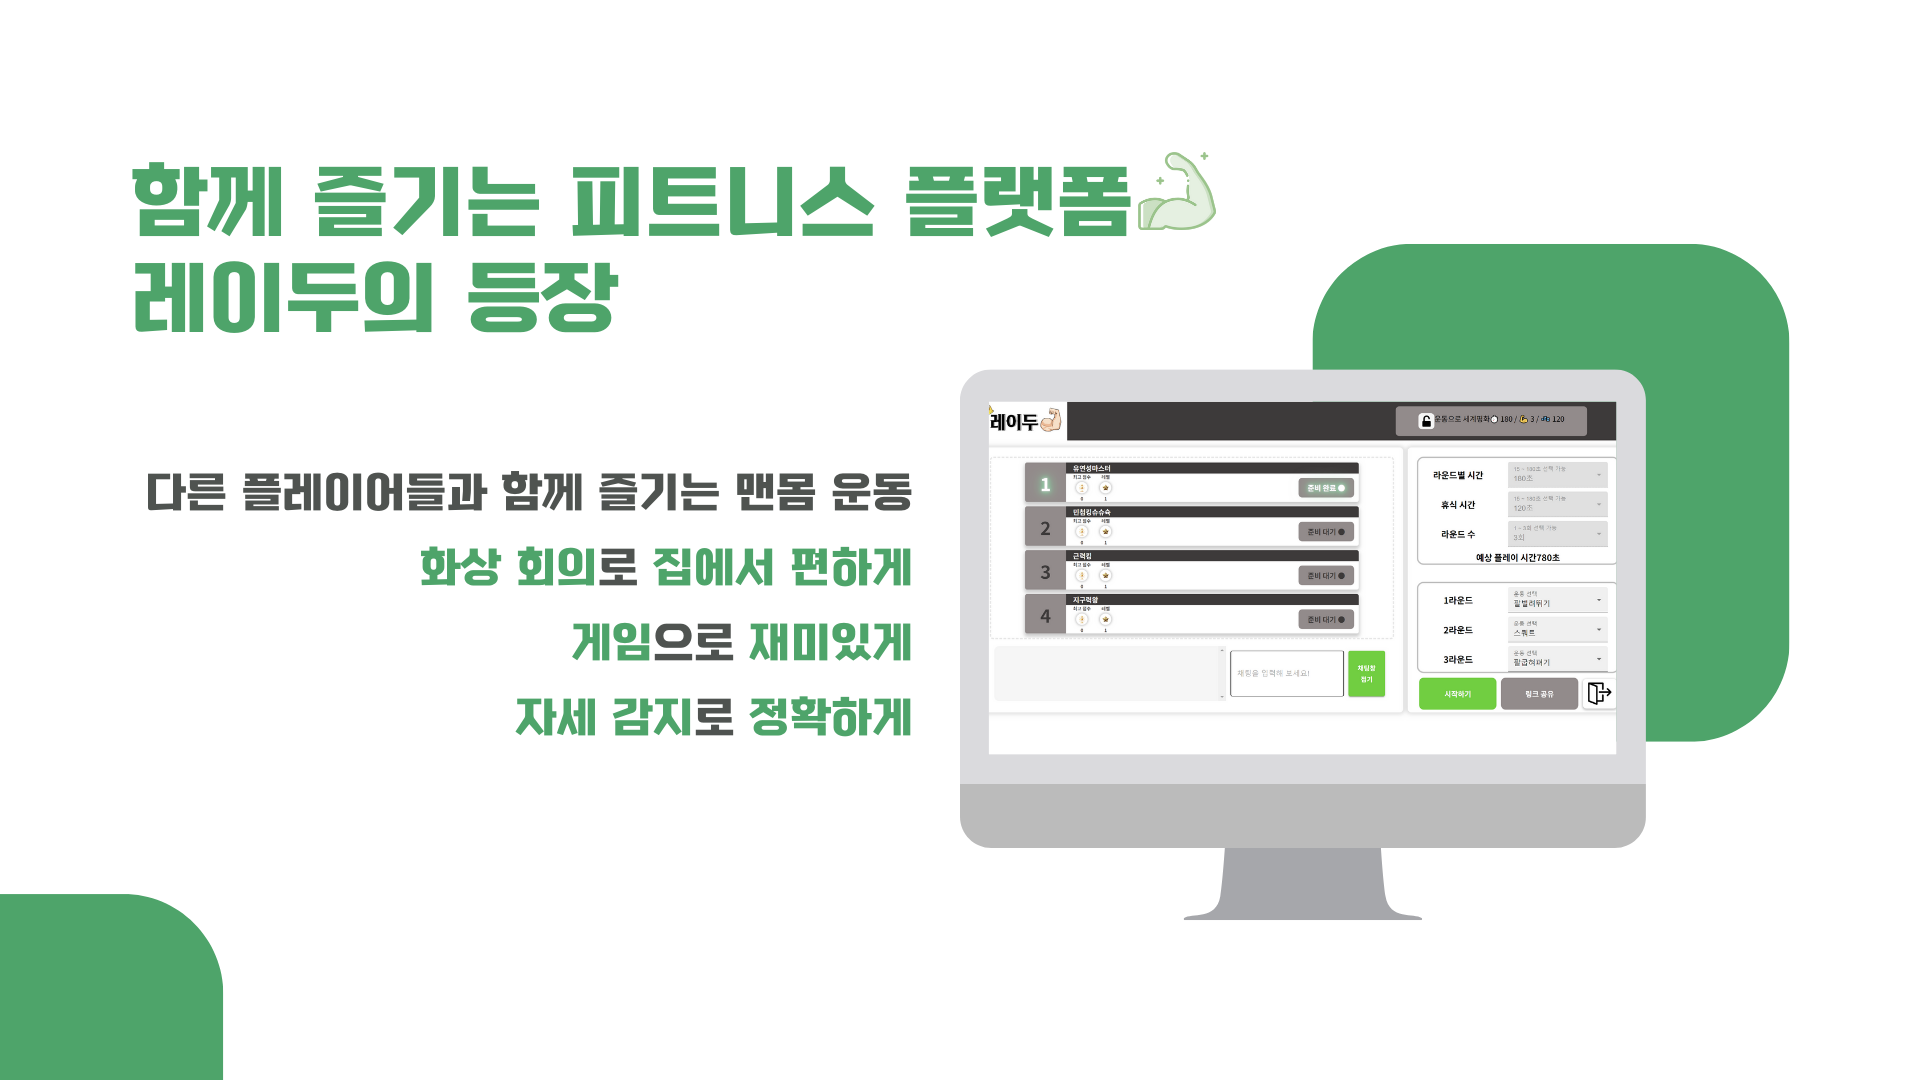 함께 즐기는 피트니스 플랫폼
레이두의 등장
다른 플레이어들과 함께 즐기는 맨몸 운동
화상 회의로 집에서 편하게
게임으로 재미있게
자세 감지로 정확하게
레이두
운동으로 세계평화 180 / 3 / 120
1
유연성마스터
최고 점수 레벨
0 1
준비 완료
2
민첩킹슈슈슉
최고 점수 레벨
0 1
준비 대기
3
근력킹
최고 점수 레벨
0 1
준비 대기
4
지구력왕
최고 점수 레벨
0 1
준비 대기
채팅을 입력해 보세요!
채팅창
접기
라운드별 시간
15 ~ 180초 선택 가능
180초
휴식 시간
15 ~ 180초 선택 가능
120초
라운드 수
1 ~ 3회 선택 가능
3회
예상 플레이 시간780초
1라운드
운동 선택
팔벌려뛰기
2라운드
운동 선택
스쿼트
3라운드
운동 선택
팔굽혀펴기
시작하기
링크 공유